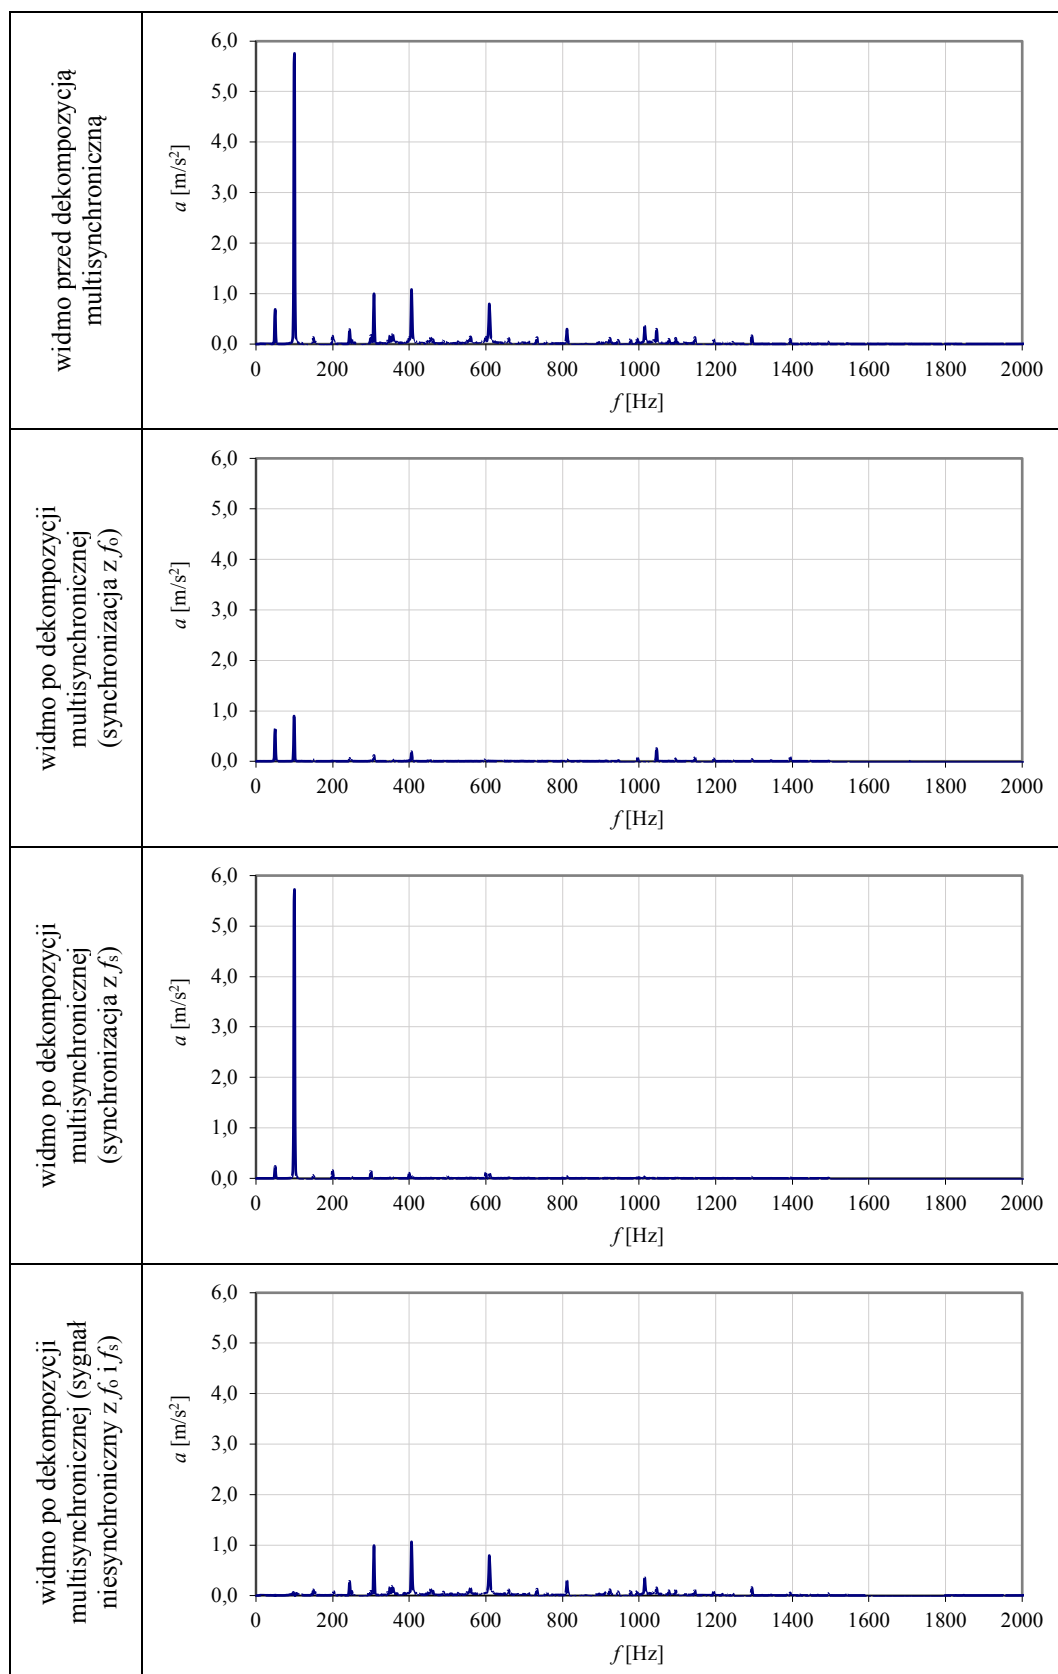 widmo przed dekompozycją
multisynchroniczną
6,0
5,0
4,0
3,0
2,0
1,0
0,0
a [m/s²]
0 200 400 600 800 1000 1200 1400 1600 1800 2000
f [Hz]
widmo po dekompozycji
multisynchronicznej
(synchronizacja z fo)
6,0
5,0
4,0
3,0
2,0
1,0
0,0
a [m/s²]
0 200 400 600 800 1000 1200 1400 1600 1800 2000
f [Hz]
widmo po dekompozycji
multisynchronicznej
(synchronizacja z fs)
6,0
5,0
4,0
3,0
2,0
1,0
0,0
a [m/s²]
0 200 400 600 800 1000 1200 1400 1600 1800 2000
f [Hz]
widmo po dekompozycji
multisynchronicznej (sygnał
niesynchroniczny z fo i fs)
6,0
5,0
4,0
3,0
2,0
1,0
0,0
a [m/s²]
0 200 400 600 800 1000 1200 1400 1600 1800 2000
f [Hz]